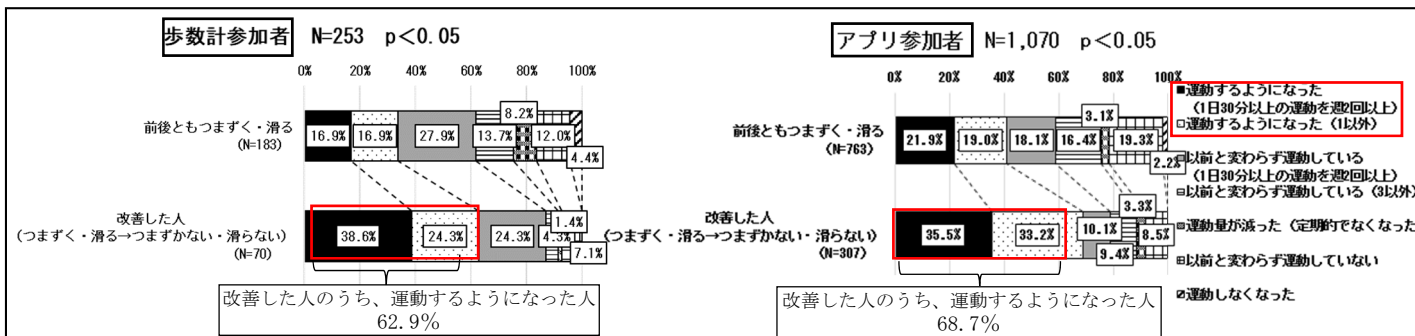 歩数計参加者 N=253 p<0.05
0% 20% 40% 60% 80% 100%
前後ともつまずく・滑る
(N=183)
16.9% 16.9% 27.9% 13.7% 8.2% 12.0% 4.4%
改善した人
(つまずく・滑る→つまずかない・滑らない)
(N=70)
38.6% 24.3% 24.3% 4.3% 1.4% 7.1%
改善した人のうち、運動するようになった人
62.9%
アプリ参加者 N=1,070 p<0.05
0% 20% 40% 60% 80% 100%
前後ともつまずく・滑る
(N=763)
21.9% 19.0% 18.1% 16.4% 3.1% 19.3% 2.2%
改善した人
(つまずく・滑る→つまずかない・滑らない)
(N=307)
35.5% 33.2% 10.1% 9.4% 3.3% 8.5%
改善した人のうち、運動するようになった人
68.7%
運動するようになった
(1日30分以上の運動を週2回以上)
運動するようになった(1以外)
以前と変わらず運動している
(1日30分以上の運動を週2回以上)
以前と変わらず運動している(3以外)
運動量が減った(定期的でなくなった
以前と変わらず運動していない
運動しなくなった